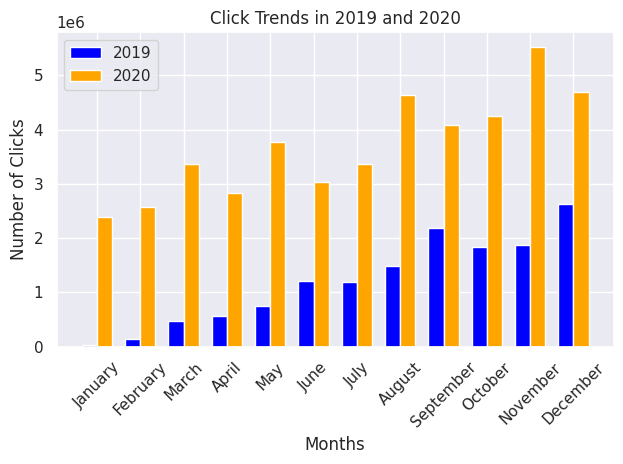 Click Trends in 2019 and 2020
1e6
2019
2020
5
4
3
2
1
0
Number of Clicks
January
February
March
April
May
June
July
August
September
October
November
December
Months